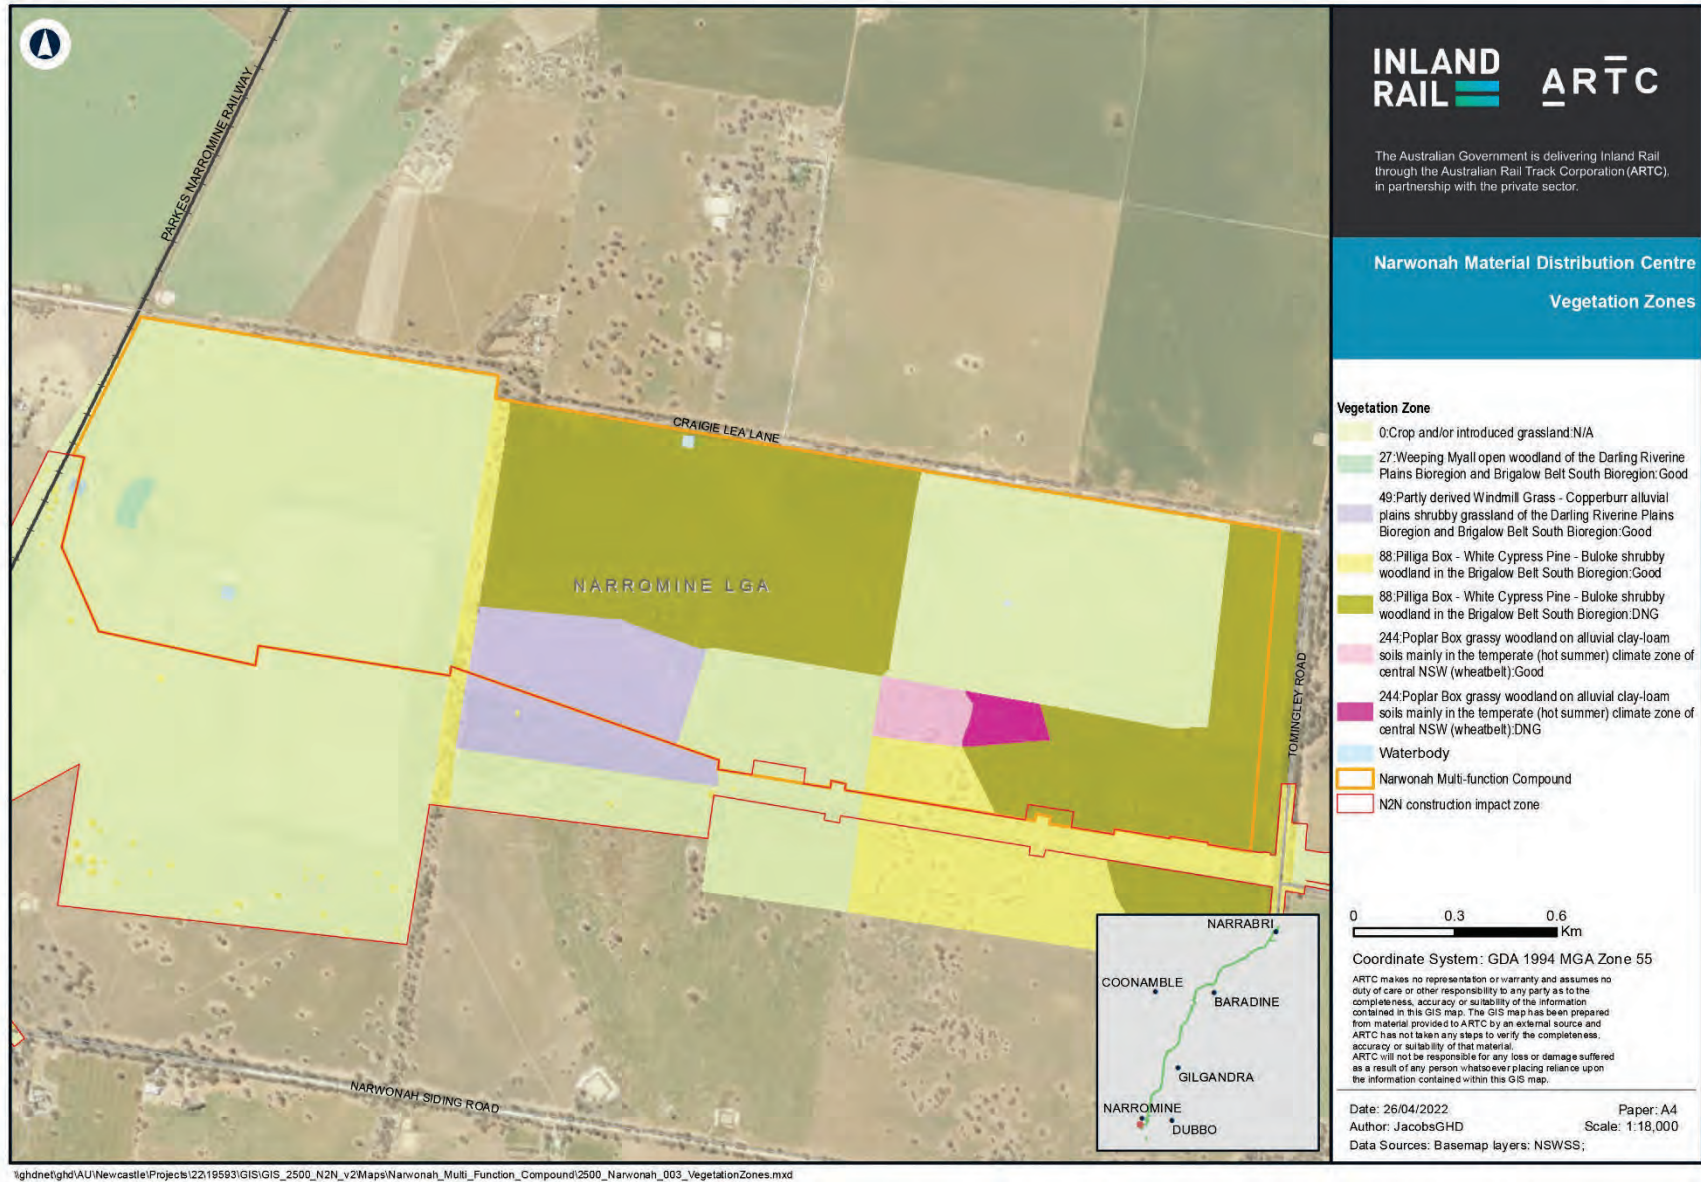 INLAND
RAIL
ARTC
The Australian Government is delivering Inland Rail
through the Australian Rail Track Corporation (ARTC),
in partnership with the private sector.
Narwonah Material Distribution Centre
Vegetation Zones
PARKES NARROMINE RAILWAY
CRAIGIE LEA LANE
NARROMINE LGA
TOMINGLEY ROAD
NARWONAH SIDING ROAD
NARRABRI
COONAMBLE
BARADINE
GILGANDRA
NARROMINE
DUBBO
Vegetation Zone
0:Crop and/or introduced grassland:N/A
27:Weeping Myall open woodland of the Darling Riverine
Plains Bioregion and Brigalow Belt South Bioregion:Good
49:Partly derived Windmill Grass - Copperburr alluvial
plains shrubby grassland of the Darling Riverine Plains
Bioregion and Brigalow Belt South Bioregion:Good
88:Pilliga Box - White Cypress Pine - Buloke shrubby
woodland in the Brigalow Belt South Bioregion:Good
88:Pilliga Box - White Cypress Pine - Buloke shrubby
woodland in the Brigalow Belt South Bioregion:DNG
244:Poplar Box grassy woodland on alluvial clay-loam
soils mainly in the temperate (hot summer) climate zone of
central NSW (wheatbelt):Good
244:Poplar Box grassy woodland on alluvial clay-loam
soils mainly in the temperate (hot summer) climate zone of
central NSW (wheatbelt):DNG
Waterbody
Narwonah Multi-function Compound
N2N construction impact zone
0 0.3 0.6
Km
Coordinate System: GDA 1994 MGA Zone 55
ARTC makes no representation or warranty and assumes no
duty of care or other responsibility to any party as to the
completeness, accuracy or suitability of the information
contained in this GIS map. The GIS map has been prepared
from material provided to ARTC by an external source and
ARTC has not taken any steps to verify the completeness,
accuracy or suitability of that material.
ARTC will not be responsible for any loss or damage suffered
as a result of any person whatsoever placing reliance upon
the information contained within this GIS map.
Date: 26/04/2022 Paper: A4
Author: JacobsGHD Scale: 1:18,000
Data Sources: Basemap layers: NSWSS;
\\ghdnet\ghd\AU\Newcastle\Projects\22\19593\GIS\GIS_2500_N2N_v2\Maps\Narwonah_Multi_Function_Compound\2500_Narwonah_003_VegetationZones.mxd